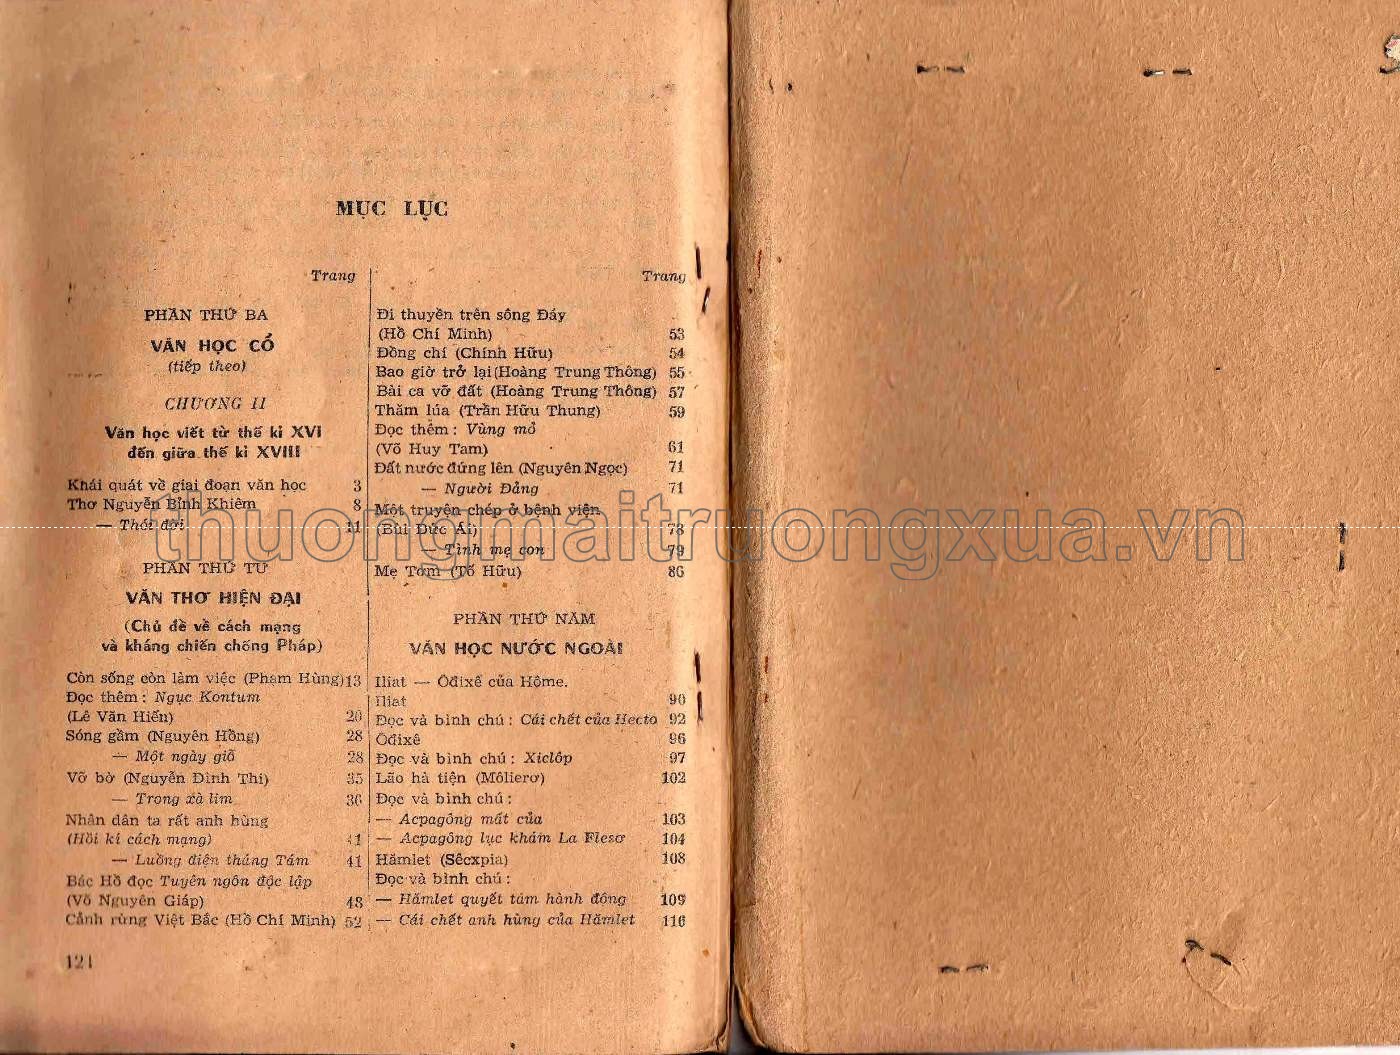 MỤC LỤC
Trang
PHẦN THỨ BA
VĂN HỌC CỔ
(tiếp theo)
CHƯƠNG II
Văn học viết từ thế kỉ XVI
đến giữa thế kỉ XVIII
Khái quát về giai đoạn văn học 3
Thơ Nguyễn Bỉnh Khiêm 8
— Thói đời 11
PHẦN THỨ TƯ
VĂN THƠ HIỆN ĐẠI
(Chủ đề về cách mạng
và kháng chiến chống Pháp)
Còn sống còn làm việc (Phạm Hùng) 13
Đọc thêm : Ngục Kontum
(Lê Văn Hiến) 20
Sóng gầm (Nguyên Hồng) 28
— Một ngày giỗ 28
Vỡ bờ (Nguyễn Đình Thi) 35
— Trong xà lim 36
Nhân dân ta rất anh hùng
(Hồi kí cách mạng) 41
— Luồng điện tháng Tám 41
Bác Hồ đọc Tuyên ngôn độc lập
(Võ Nguyên Giáp) 48
Cảnh rừng Việt Bắc (Hồ Chí Minh) 52
121
Trang
Đi thuyền trên sông Đáy
(Hồ Chí Minh) 53
Đồng chí (Chính Hữu) 54
Bao giờ trở lại (Hoàng Trung Thông) 55
Bài ca vỡ đất (Hoàng Trung Thông) 57
Thăm lúa (Trần Hữu Thung) 59
Đọc thêm : Vùng mỏ
(Võ Huy Tam) 61
Đất nước đứng lên (Nguyên Ngọc) 71
— Người Đảng 71
Một truyện chép ở bệnh viện
(Bùi Đức Ái) 78
— Tình mẹ con 79
Mẹ Tơm (Tố Hữu) 86
PHẦN THỨ NĂM
VĂN HỌC NƯỚC NGOÀI
Iliat — Ôđixê của Hôme.
Iliat 90
Đọc và bình chú : Cái chết của Hecto 92
Ôđixê 96
Đọc và bình chú : Xiclôp 97
Lão hà tiện (Môlierơ) 102
Đọc và bình chú :
— Acpagông mất của 103
— Acpagông lục khám La Flesơ 104
Hămlet (Sêcxpia) 108
Đọc và bình chú :
— Hămlet quyết tâm hành động 109
— Cái chết anh hùng của Hămlet 116
thuongmaitruongxua.vn